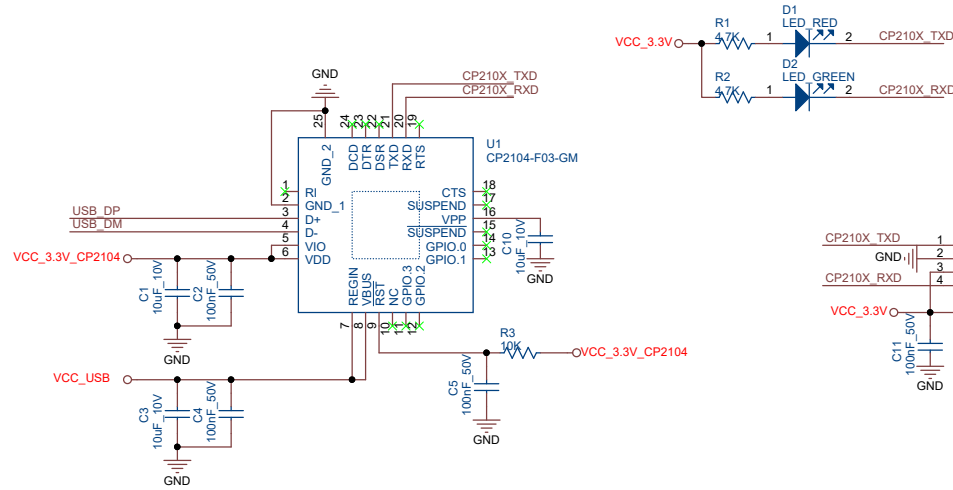 D1
LED_RED
R1
4.7K
VCC_3.3V
1
2
CP210X_TXD
D2
LED_GREEN
R2
4.7K
1
2
CP210X_RXD
GND
CP210X_TXD
CP210X_RXD
25
24
23
22
21
20
19
GND_2
DCD
DTR
DSR
TXD
RXD
RTS
U1
CP2104-F03-GM
1
RI
2
GND_1
USB_DP
3
D+
USB_DM
4
D-
5
VIO
VCC_3.3V_CP2104
6
VDD
CTS
18
SUSPEND
17
VPP
16
SUSPEND
15
GPIO.0
14
GPIO.1
13
REGIN
VBUS
RST
NC
GPIO.3
GPIO.2
7
8
9
10
11
12
C10
10uF_10V
GND
C1
10uF_10V
C2
100nF_50V
GND
VCC_USB
C3
10uF_10V
C4
100nF_50V
GND
R3
10K
VCC_3.3V_CP2104
C5
100nF_50V
GND
CP210X_TXD
1
GND
2
3
CP210X_RXD
4
VCC_3.3V
C11
100nF_50V
GND